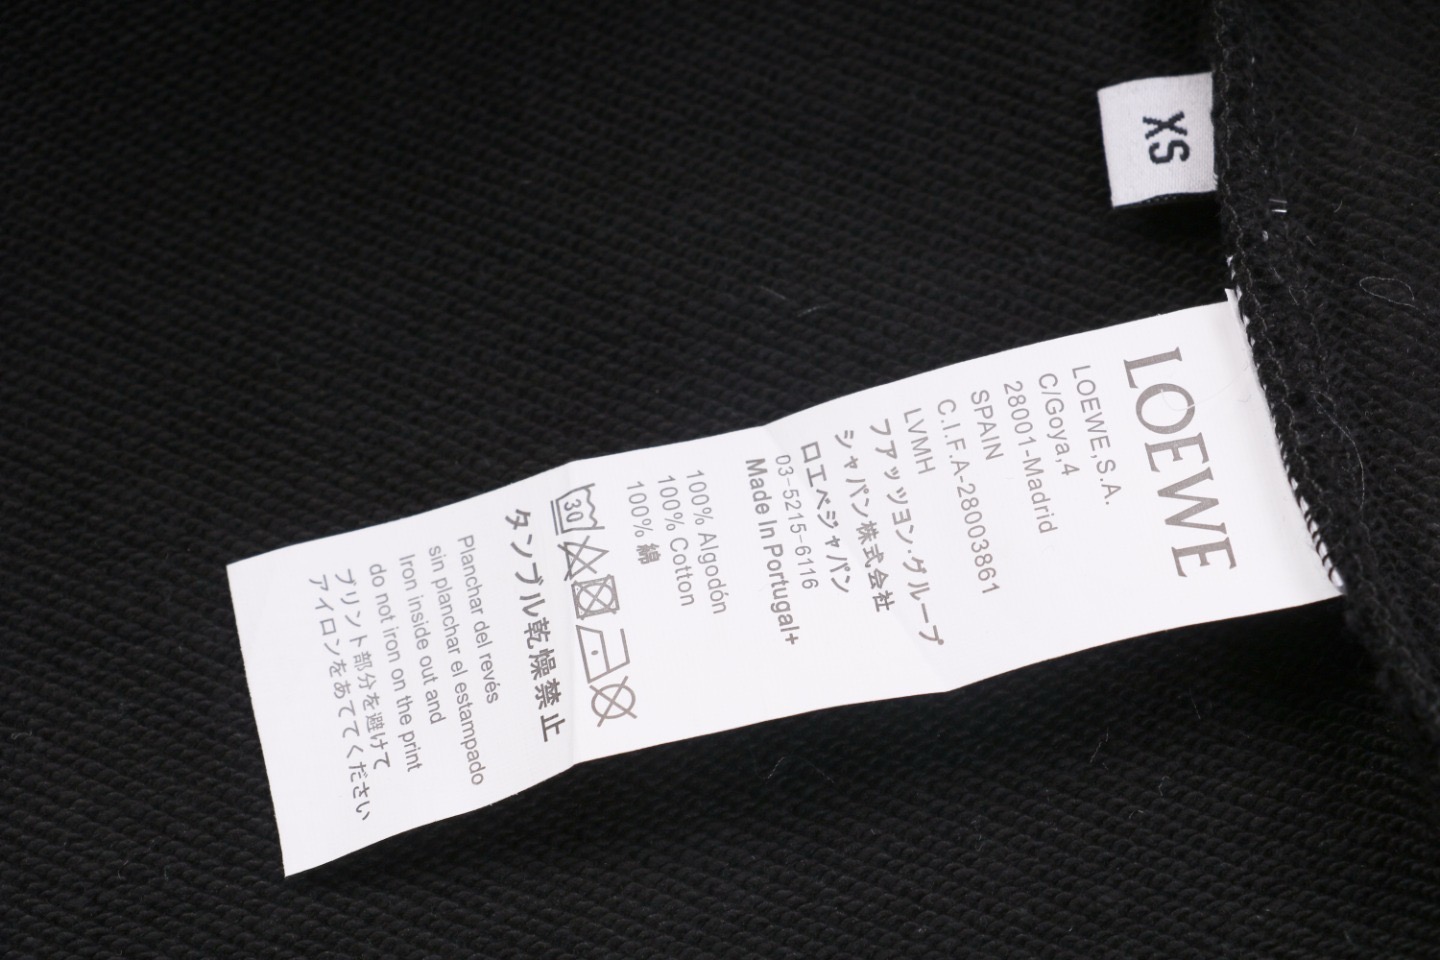 XS
LOEWE
LOEWE,S.A.
C/Goya,4
28001-Madrid
SPAIN
C.I.F.A-28003861
LVMH
フアッツヨン·グループ
シャパン株式会社
ロエベジャパン
03-5215-6116
Made In Portugal+
100% Algodón
100% Cotton
100% 綿
30
タンブル乾燥禁止
Planchar del revés
sin planchar el estampado
Iron inside out and
do not iron on the print
プリント部分を避けて
アイロンをあててください